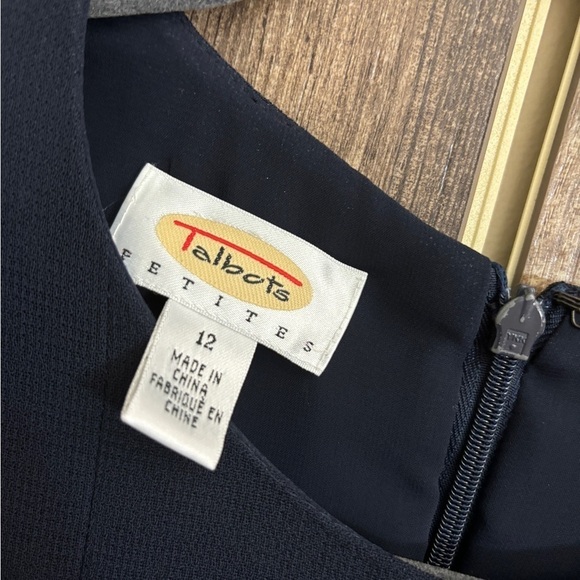 Talbots
PETITES
12
MADE IN
CHINA
FABRIQUÉ EN
CHINE